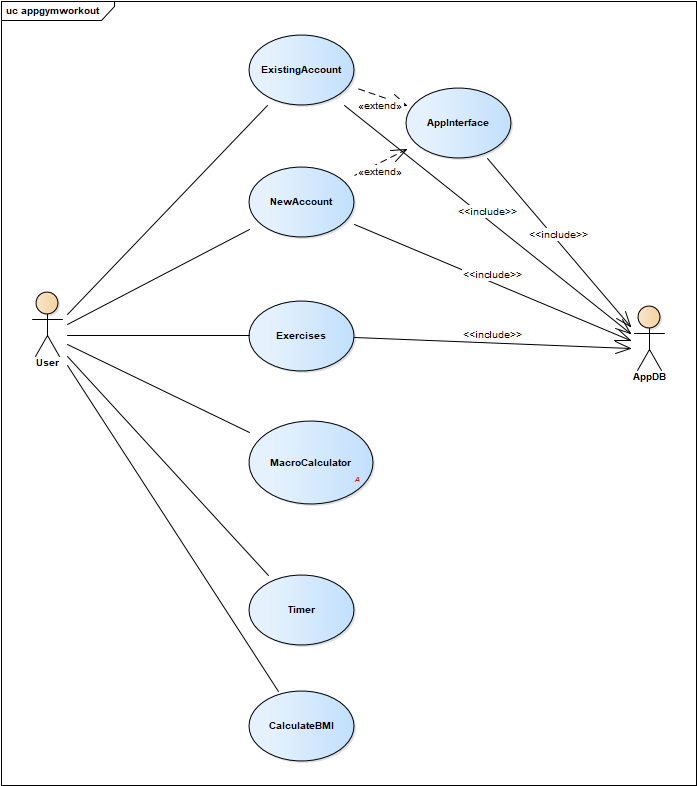 uc appgymworkout
ExistingAccount
«extend»
AppInterface
«extend»
NewAccount
<<include>>
<<include>>
<<include>>
User
Exercises
<<include>>
AppDB
MacroCalculator
A
Timer
CalculateBMI